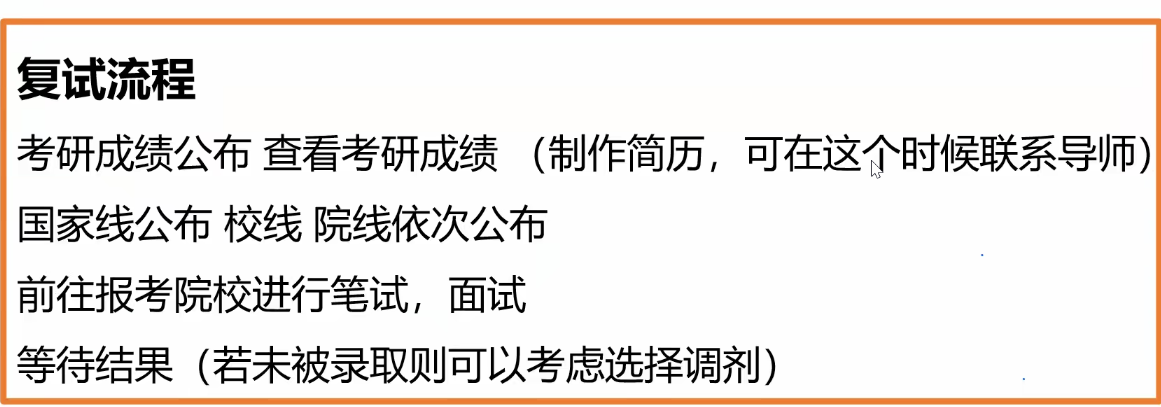 复试流程
考研成绩公布 查看考研成绩 （制作简历，可在这个时候联系导师）
国家线公布 校线 院线依次公布
前往报考院校进行笔试，面试
等待结果（若未被录取则可以考虑选择调剂）